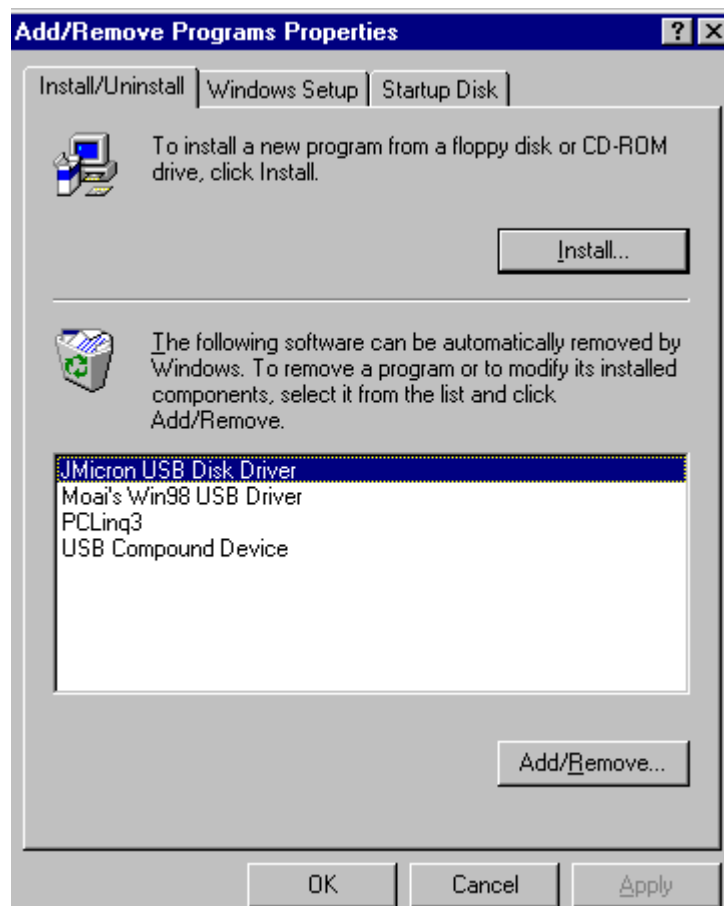 Add/Remove Programs Properties
Install/Uninstall
Windows Setup
Startup Disk
To install a new program from a floppy disk or CD-ROM
drive, click Install.
Install...
The following software can be automatically removed by
Windows. To remove a program or to modify its installed
components, select it from the list and click
Add/Remove.
JMicron USB Disk Driver
Moai's Win98 USB Driver
PCLinq3
USB Compound Device
Add/Remove...
OK
Cancel
Apply